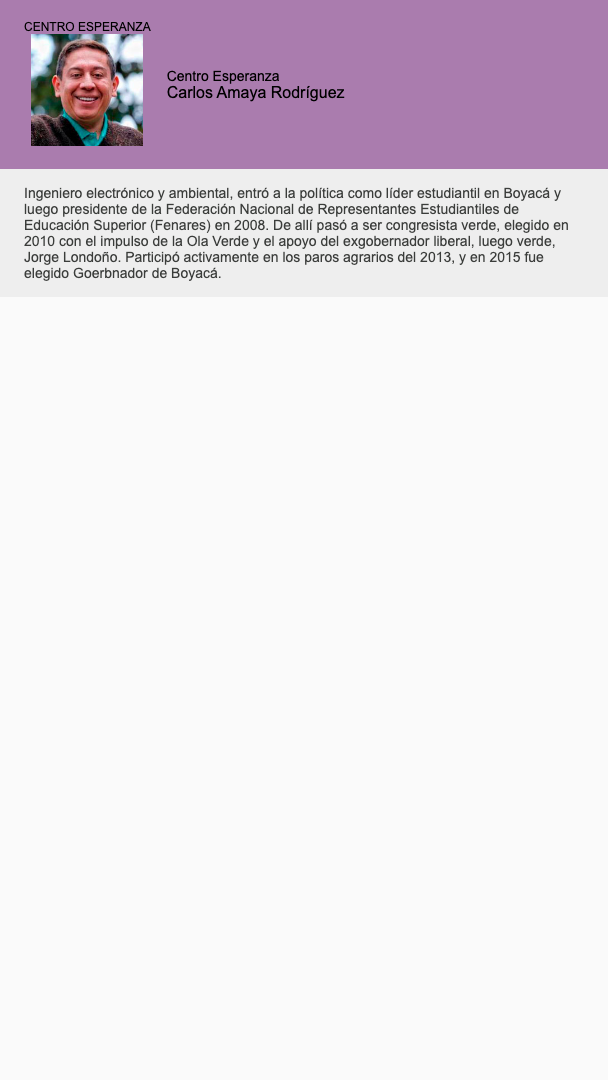 CENTRO ESPERANZA
Centro Esperanza
Carlos Amaya Rodríguez
Ingeniero electrónico y ambiental, entró a la política como líder estudiantil en Boyacá y
luego presidente de la Federación Nacional de Representantes Estudiantiles de
Educación Superior (Fenares) en 2008. De allí pasó a ser congresista verde, elegido en
2010 con el impulso de la Ola Verde y el apoyo del exgobernador liberal, luego verde,
Jorge Londoño. Participó activamente en los paros agrarios del 2013, y en 2015 fue
elegido Goerbnador de Boyacá.